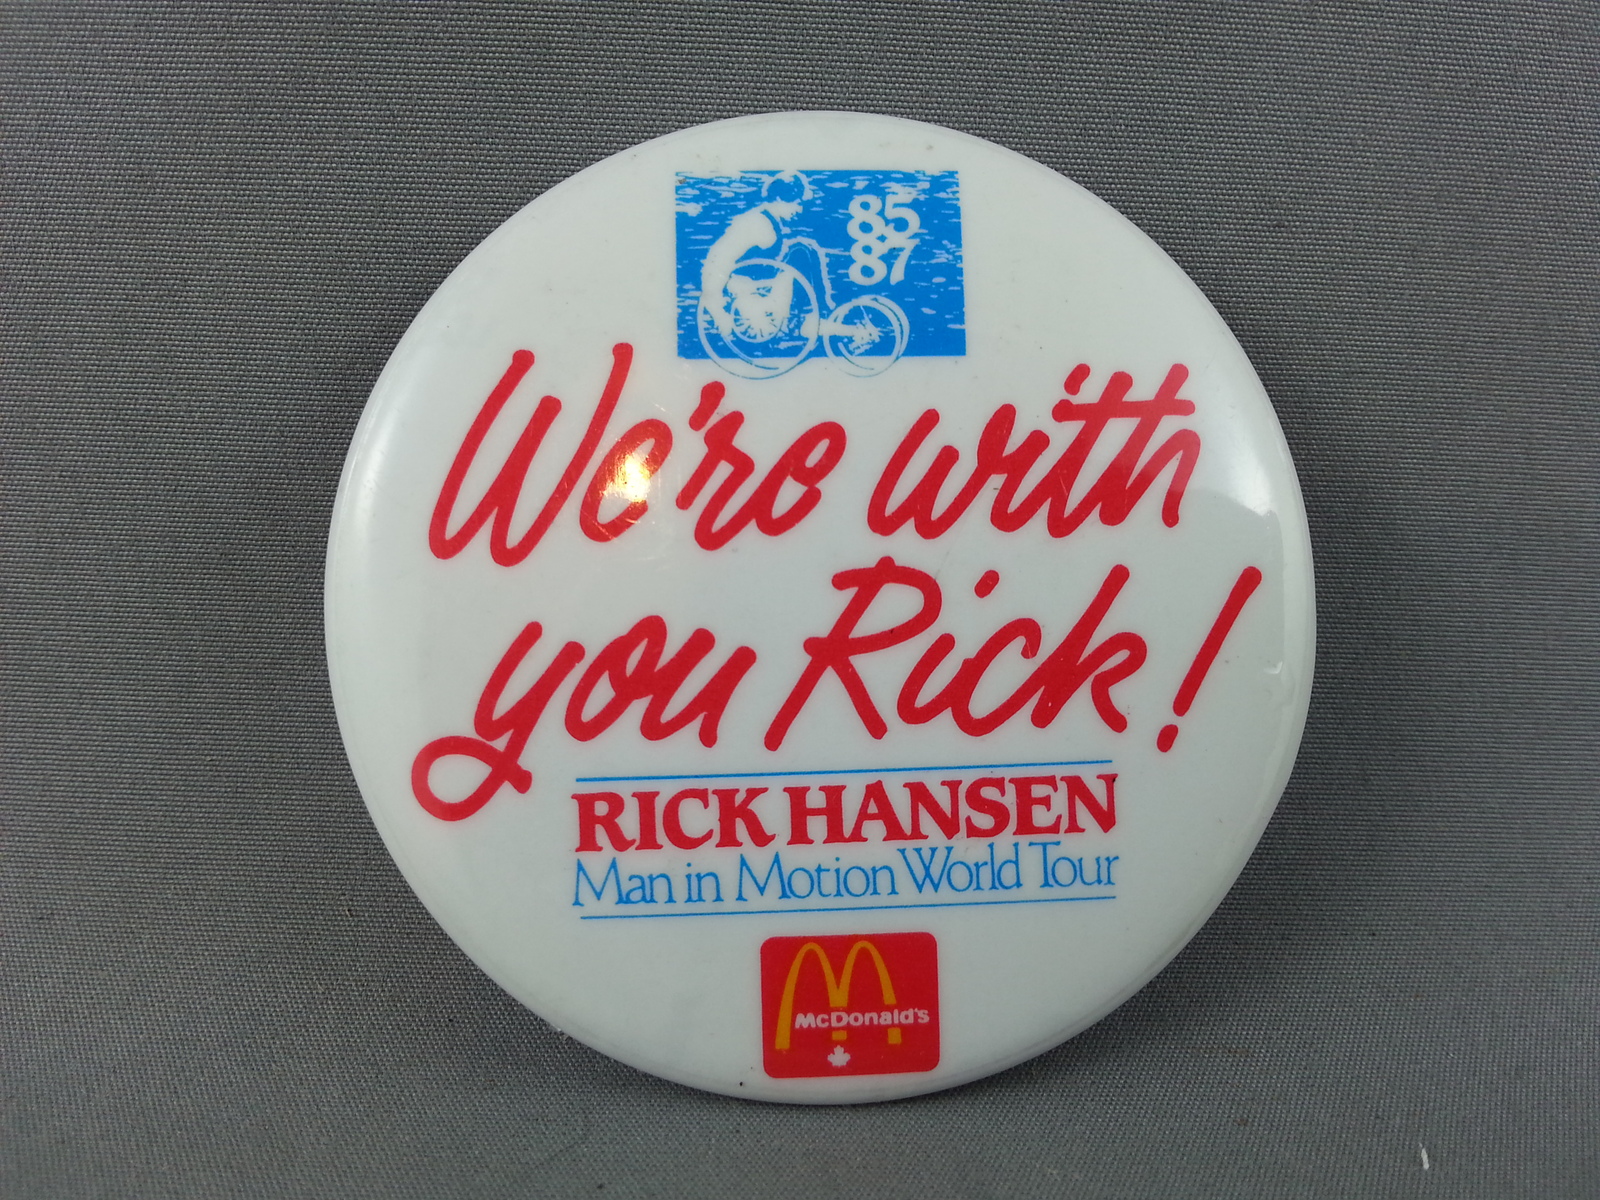 85
87
We're with
you Rick!
RICK HANSEN
Man in Motion World Tour
McDonald's